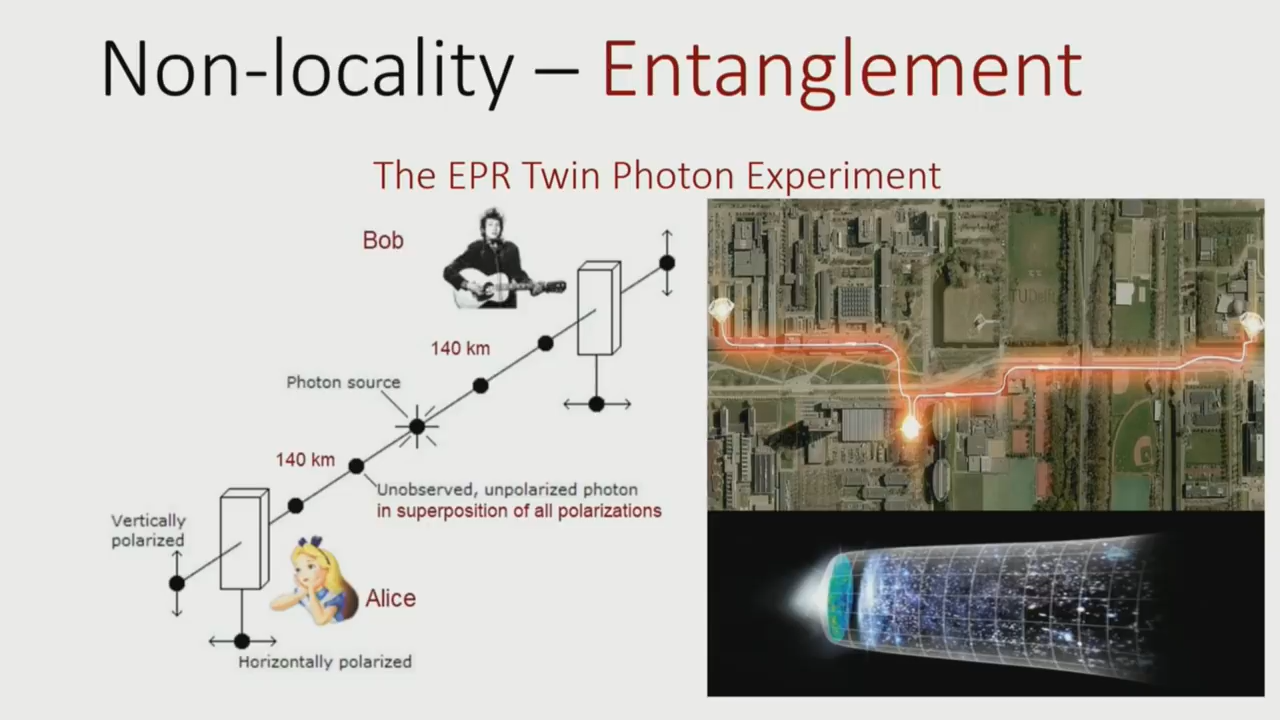 Non-locality – Entanglement
The EPR Twin Photon Experiment
Bob
140 km
Photon source
140 km
Unobserved, unpolarized photon
in superposition of all polarizations
Vertically
polarized
Alice
Horizontally polarized